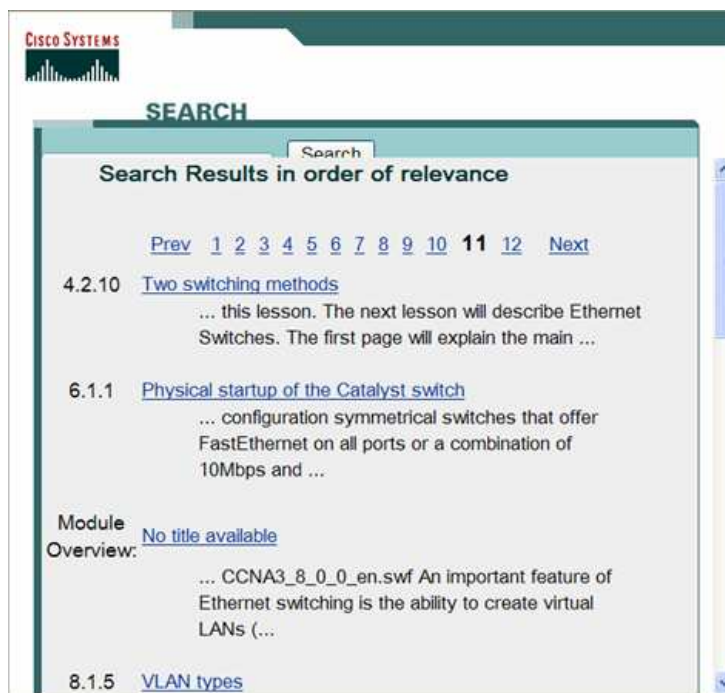 CISCO SYSTEMS
SEARCH
Search
Search Results in order of relevance
Prev 1 2 3 4 5 6 7 8 9 10 11 12 Next
4.2.10 Two switching methods
... this lesson. The next lesson will describe Ethernet
Switches. The first page will explain the main ...
6.1.1 Physical startup of the Catalyst switch
... configuration symmetrical switches that offer
FastEthernet on all ports or a combination of
10Mbps and ...
Module
Overview: No title available
... CCNA3_8_0_0_en.swf An important feature of
Ethernet switching is the ability to create virtual
LANs (...
8.1.5 VLAN types